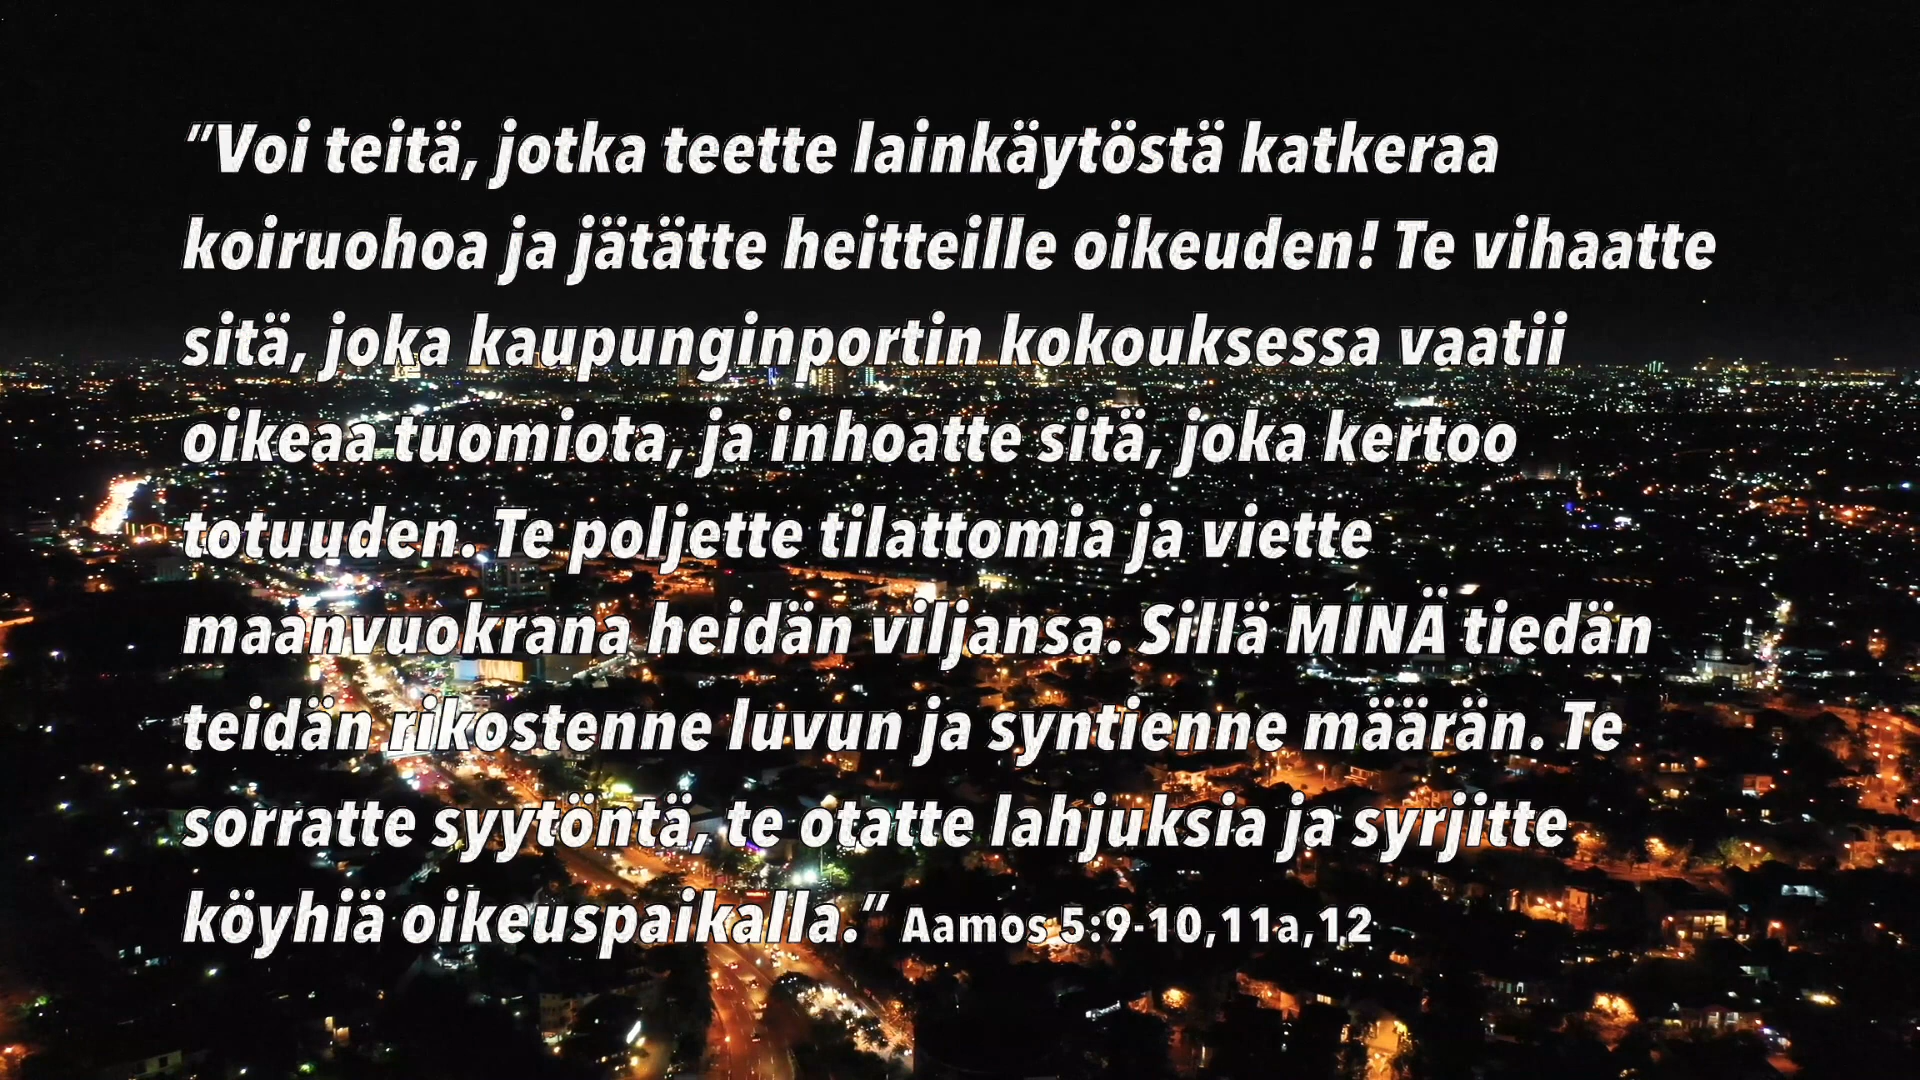 ”Voi teitä, jotka teette lainkäytöstä katkeraa
koiruohoa ja jätätte heitteille oikeuden! Te vihaatte
sitä, joka kaupunginportin kokouksessa vaatii
oikeaa tuomiota, ja inhoatte sitä, joka kertoo
totuuden. Te poljette tilattomia ja viette
maanvuokrana heidän viljansa. Sillä MINÄ tiedän
teidän rikostenne luvun ja syntienne määrän. Te
sorratte syytöntä, te otatte lahjuksia ja syrjitte
köyhiä oikeuspaikalla.” Aamos 5:9-10,11a,12